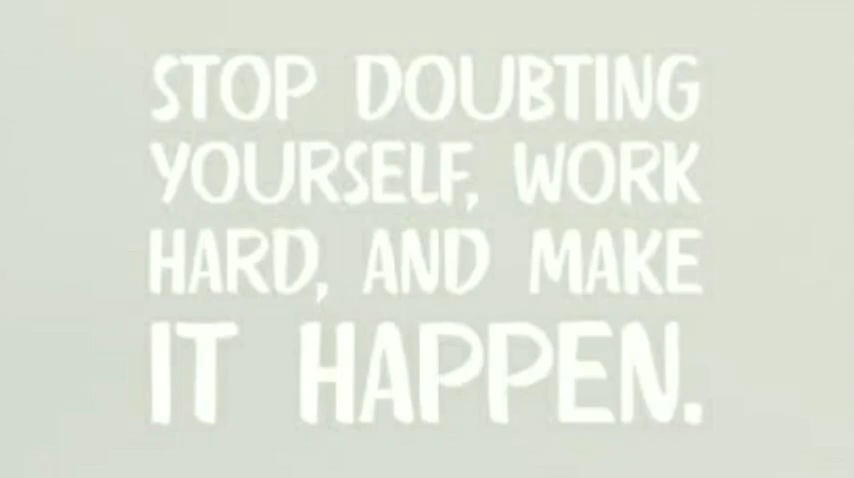 STOP DOUBTING
YOURSELF, WORK
HARD, AND MAKE
IT HAPPEN.